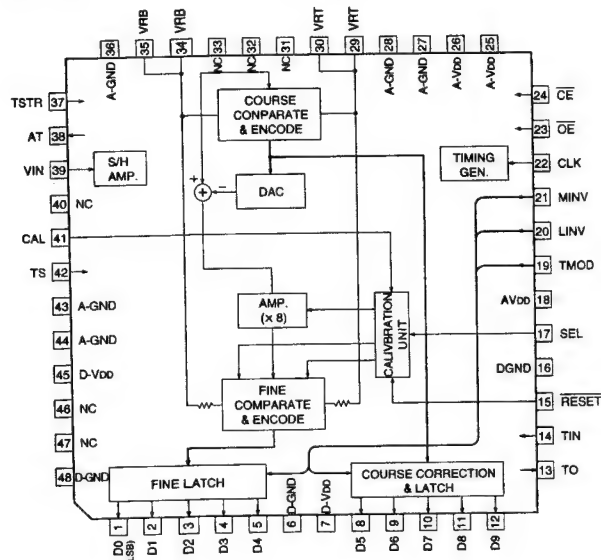 VRB
VRB
VRT
VRT
36
35
34
33
32
31
30
29
28
27
26
25
A-GND
NC
NC
NC
A-GND
A-GND
A-VDD
A-VDD
TSTR 37
AT 38
VIN 39
40 NC
CAL 41
TS 42
43 A-GND
44 A-GND
45 D-VDD
46 NC
47 NC
48 D-GND
S/H
AMP.
COURSE
CONPARATE
& ENCODE
+
−
DAC
TIMING
GEN.
AMP.
(x 8)
CALIVBRATION
UNIT
FINE
COMPARATE
& ENCODE
FINE LATCH
COURSE CORRECTION
& LATCH
24 CE
23 OE
22 CLK
21 MINV
20 LINV
19 TMOD
AVDD 18
17 SEL
DGND 16
15 RESET
14 TIN
13 TO
D-GND
D-VDD
1
2
3
4
5
6
7
8
9
10
11
12
D0
(LSB)
D1
D2
D3
D4
D5
D6
D7
D8
D9